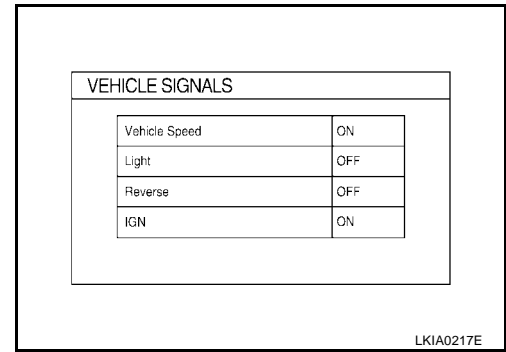 VEHICLE SIGNALS
Vehicle Speed ON
Light OFF
Reverse OFF
IGN ON
LKIA0217E